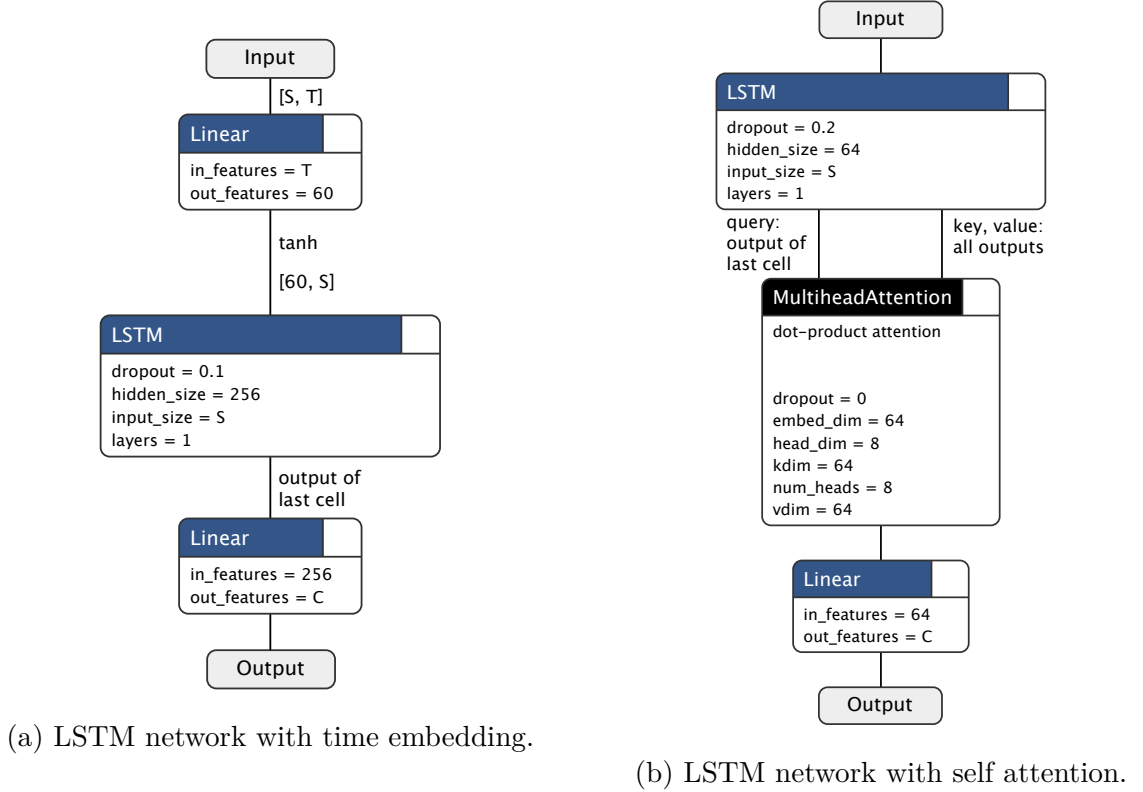 Input
[S, T]
Linear
in_features = T
out_features = 60
tanh
[60, S]
LSTM
dropout = 0.1
hidden_size = 256
input_size = S
layers = 1
output of
last cell
Linear
in_features = 256
out_features = C
Output
(a) LSTM network with time embedding.
Input
LSTM
dropout = 0.2
hidden_size = 64
input_size = S
layers = 1
query:
output of
last cell
key, value:
all outputs
MultiheadAttention
dot-product attention
dropout = 0
embed_dim = 64
head_dim = 8
kdim = 64
num_heads = 8
vdim = 64
Linear
in_features = 64
out_features = C
Output
(b) LSTM network with self attention.